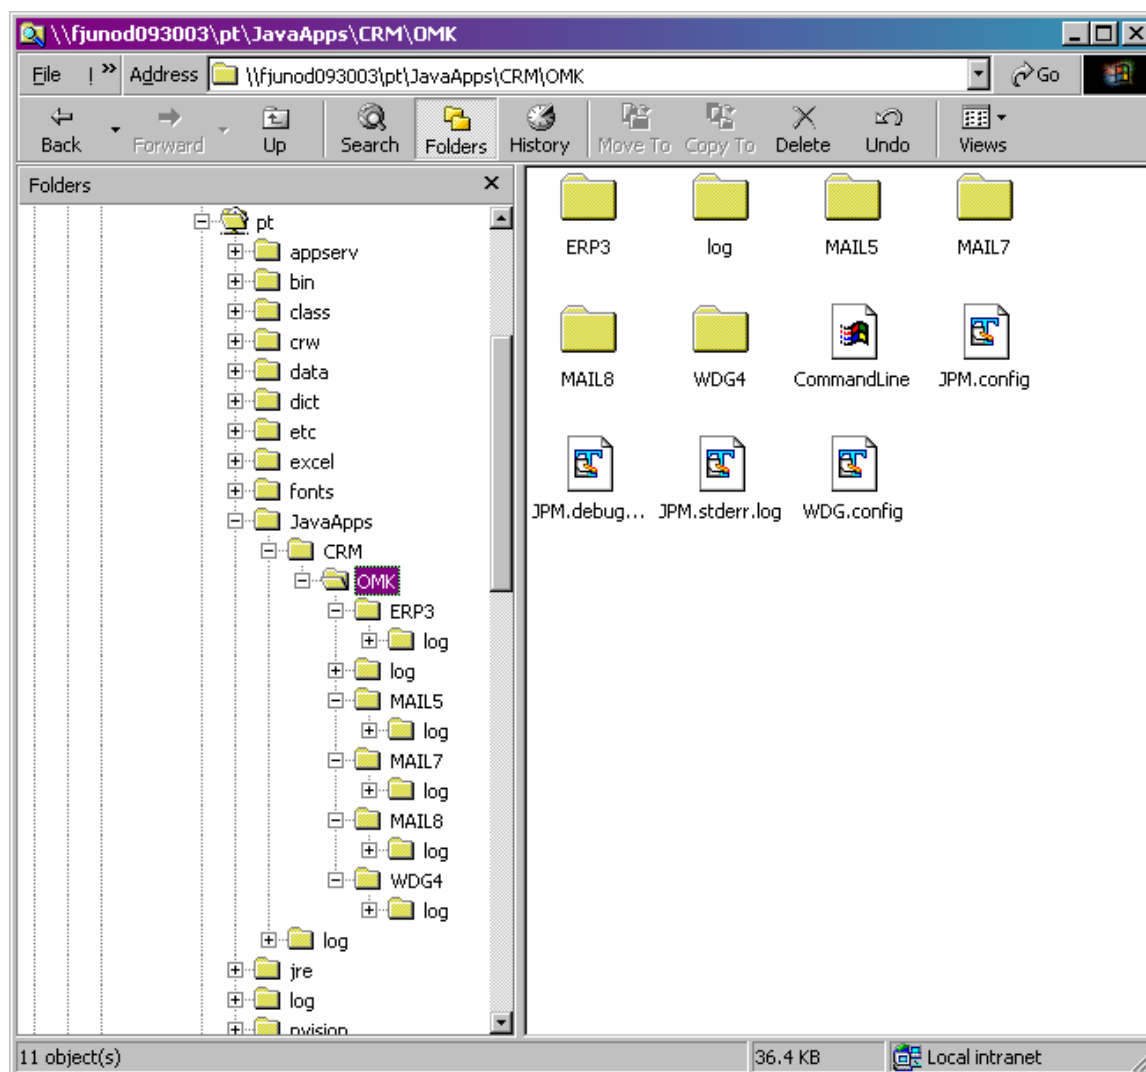 \\fjunod093003\pt\JavaApps\CRM\OMK
File ! » Address \\fjunod093003\pt\JavaApps\CRM\OMK Go
Back Forward Up Search Folders History Move To Copy To Delete Undo Views
Folders
pt
appserv
bin
class
crw
data
dict
etc
excel
fonts
JavaApps
CRM
OMK
ERP3
log
log
MAIL5
log
MAIL7
log
MAIL8
log
WDG4
log
log
jre
log
nvision
ERP3 log MAIL5 MAIL7
MAIL8 WDG4 CommandLine JPM.config
JPM.debug... JPM.stderr.log WDG.config
11 object(s) 36.4 KB Local intranet